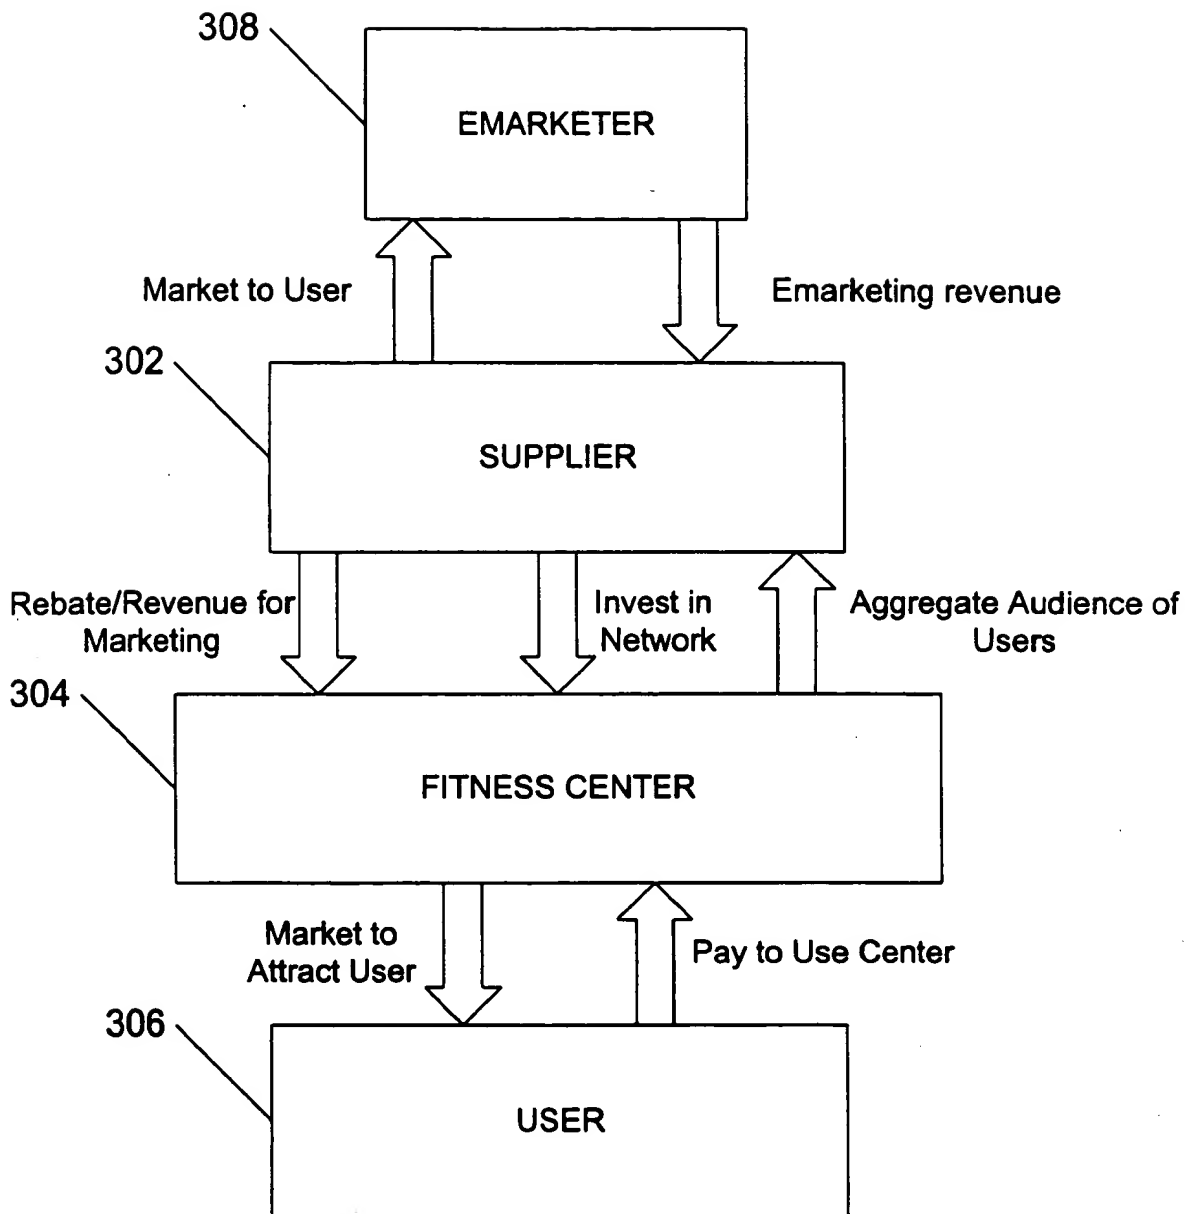 308
EMARKETER
Market to User
Emarketing revenue
302
SUPPLIER
Rebate/Revenue for
Marketing
Invest in
Network
Aggregate Audience of
Users
304
FITNESS CENTER
Market to
Attract User
Pay to Use Center
306
USER